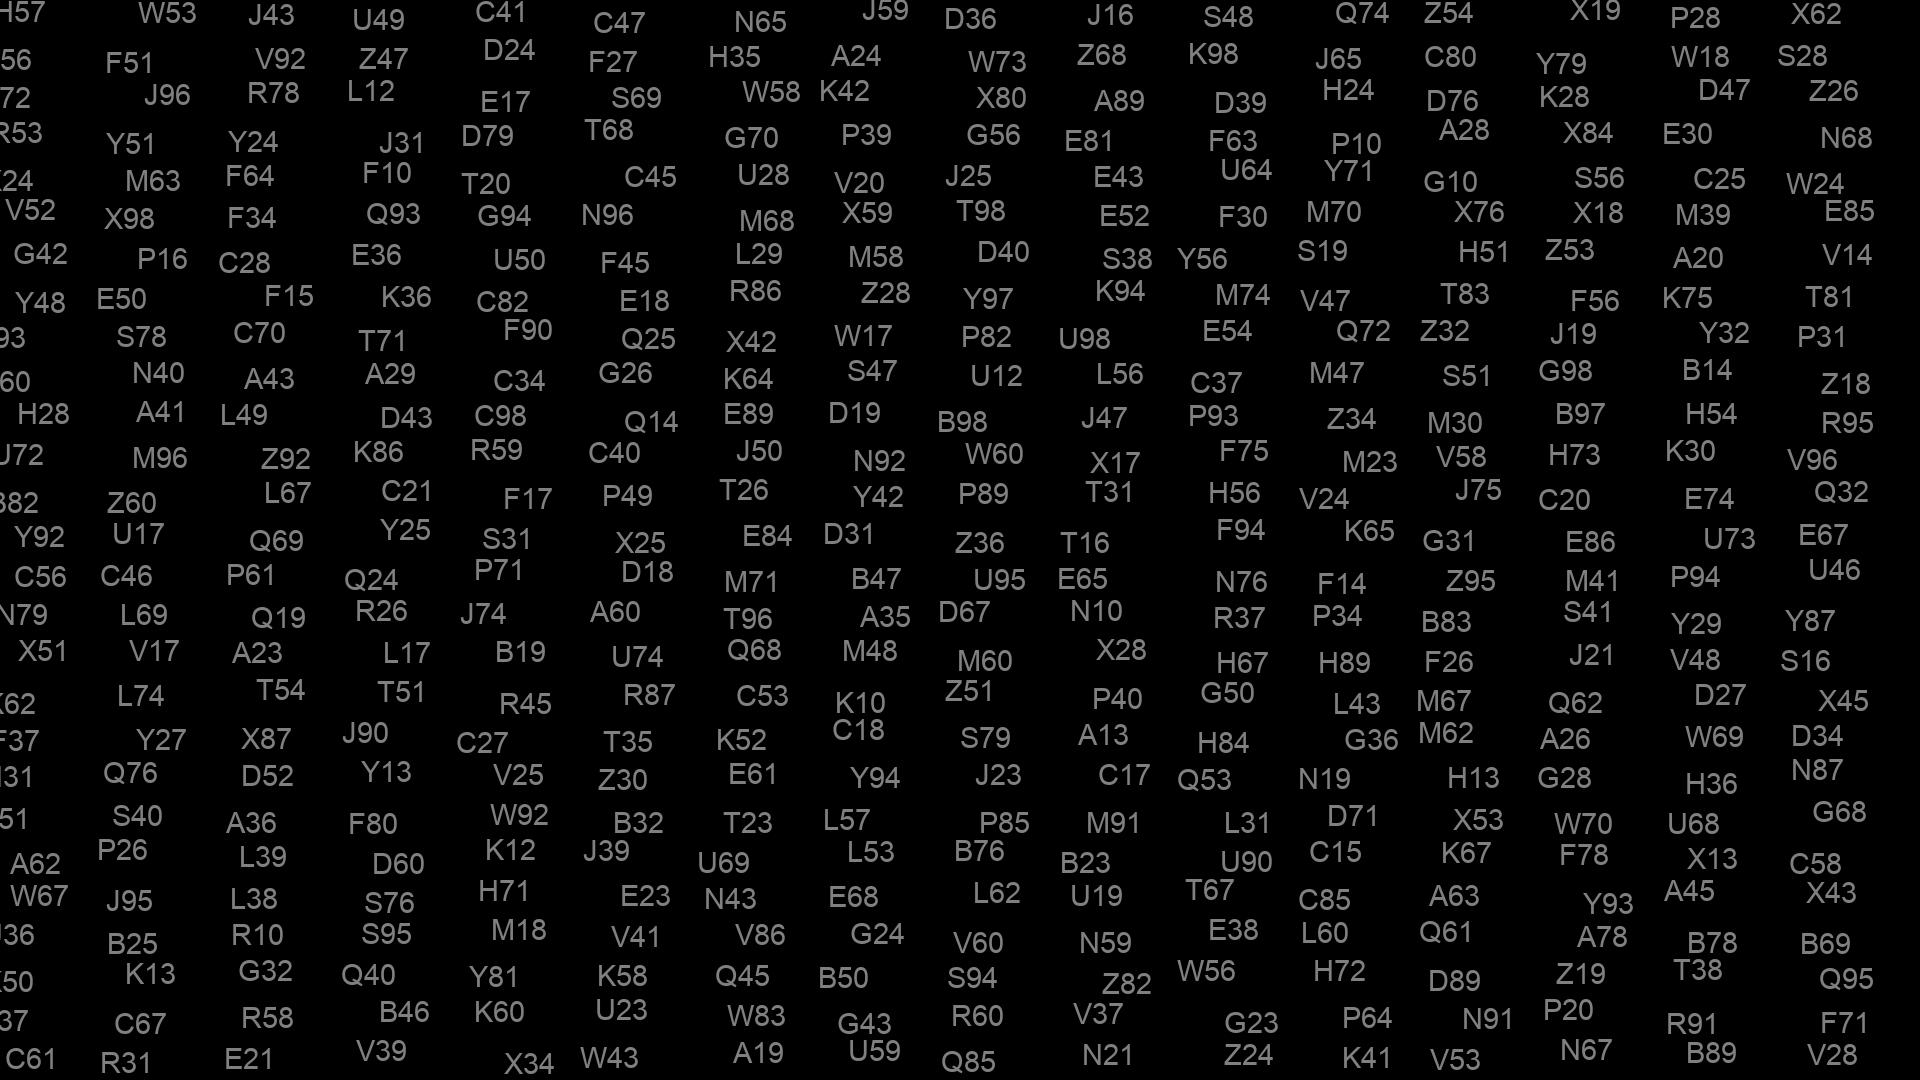 H57 W53 J43 U49 C41 C47 N65 J59 D36 J16 S48 Q74 Z54 X19 P28 X62
56 F51 V92 Z47 D24 F27 H35 A24 W73 Z68 K98 J65 C80 Y79 W18 S28
72 J96 R78 L12 E17 S69 W58 K42 X80 A89 D39 H24 D76 K28 D47 Z26
R53 Y51 Y24 J31 D79 T68 G70 P39 G56 E81 F63 P10 A28 X84 E30 N68
24 M63 F64 F10 T20 C45 U28 V20 J25 E43 U64 Y71 G10 S56 C25 W24
V52 X98 F34 Q93 G94 N96 M68 X59 T98 E52 F30 M70 X76 X18 M39 E85
G42 P16 C28 E36 U50 F45 L29 M58 D40 S38 Y56 S19 H51 Z53 A20 V14
Y48 E50 F15 K36 C82 E18 R86 Z28 Y97 K94 M74 V47 T83 F56 K75 T81
93 S78 C70 T71 F90 Q25 X42 W17 P82 U98 E54 Q72 Z32 J19 Y32 P31
60 N40 A43 A29 C34 G26 K64 S47 U12 L56 C37 M47 S51 G98 B14 Z18
H28 A41 L49 D43 C98 Q14 E89 D19 B98 J47 P93 Z34 M30 B97 H54 R95
U72 M96 Z92 K86 R59 C40 J50 N92 W60 X17 F75 M23 V58 H73 K30 V96
82 Z60 L67 C21 F17 P49 T26 Y42 P89 T31 H56 V24 J75 C20 E74 Q32
Y92 U17 Q69 Y25 S31 X25 E84 D31 Z36 T16 F94 K65 G31 E86 U73 E67
C56 C46 P61 Q24 P71 D18 M71 B47 U95 E65 N76 F14 Z95 M41 P94 U46
N79 L69 Q19 R26 J74 A60 T96 A35 D67 N10 R37 P34 B83 S41 Y29 Y87
X51 V17 A23 L17 B19 U74 Q68 M48 M60 X28 H67 H89 F26 J21 V48 S16
62 L74 T54 T51 R45 R87 C53 K10 Z51 P40 G50 L43 M67 Q62 D27 X45
F37 Y27 X87 J90 C27 T35 K52 C18 S79 A13 H84 G36 M62 A26 W69 D34
31 Q76 D52 Y13 V25 Z30 E61 Y94 J23 C17 Q53 N19 H13 G28 H36 N87
51 S40 A36 F80 W92 B32 T23 L57 P85 M91 L31 D71 X53 W70 U68 G68
A62 P26 L39 D60 K12 J39 U69 L53 B76 B23 U90 C15 K67 F78 X13 C58
W67 J95 L38 S76 H71 E23 N43 E68 L62 U19 T67 C85 A63 Y93 A45 X43
36 B25 R10 S95 M18 V41 V86 G24 V60 N59 E38 L60 Q61 A78 B78 B69
50 K13 G32 Q40 Y81 K58 Q45 B50 S94 Z82 W56 H72 D89 Z19 T38 Q95
37 C67 R58 B46 K60 U23 W83 G43 R60 V37 G23 P64 N91 P20 R91 F71
C61 R31 E21 V39 X34 W43 A19 U59 Q85 N21 Z24 K41 V53 N67 B89 V28